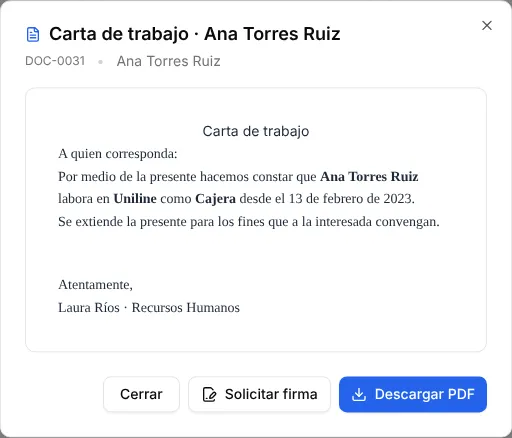 Carta de trabajo · Ana Torres Ruiz
DOC-0031 • Ana Torres Ruiz
Carta de trabajo
A quien corresponda:
Por medio de la presente hacemos constar que Ana Torres Ruiz
labora en Uniline como Cajera desde el 13 de febrero de 2023.
Se extiende la presente para los fines que a la interesada convengan.
Atentamente,
Laura Ríos · Recursos Humanos
Cerrar
Solicitar firma
Descargar PDF